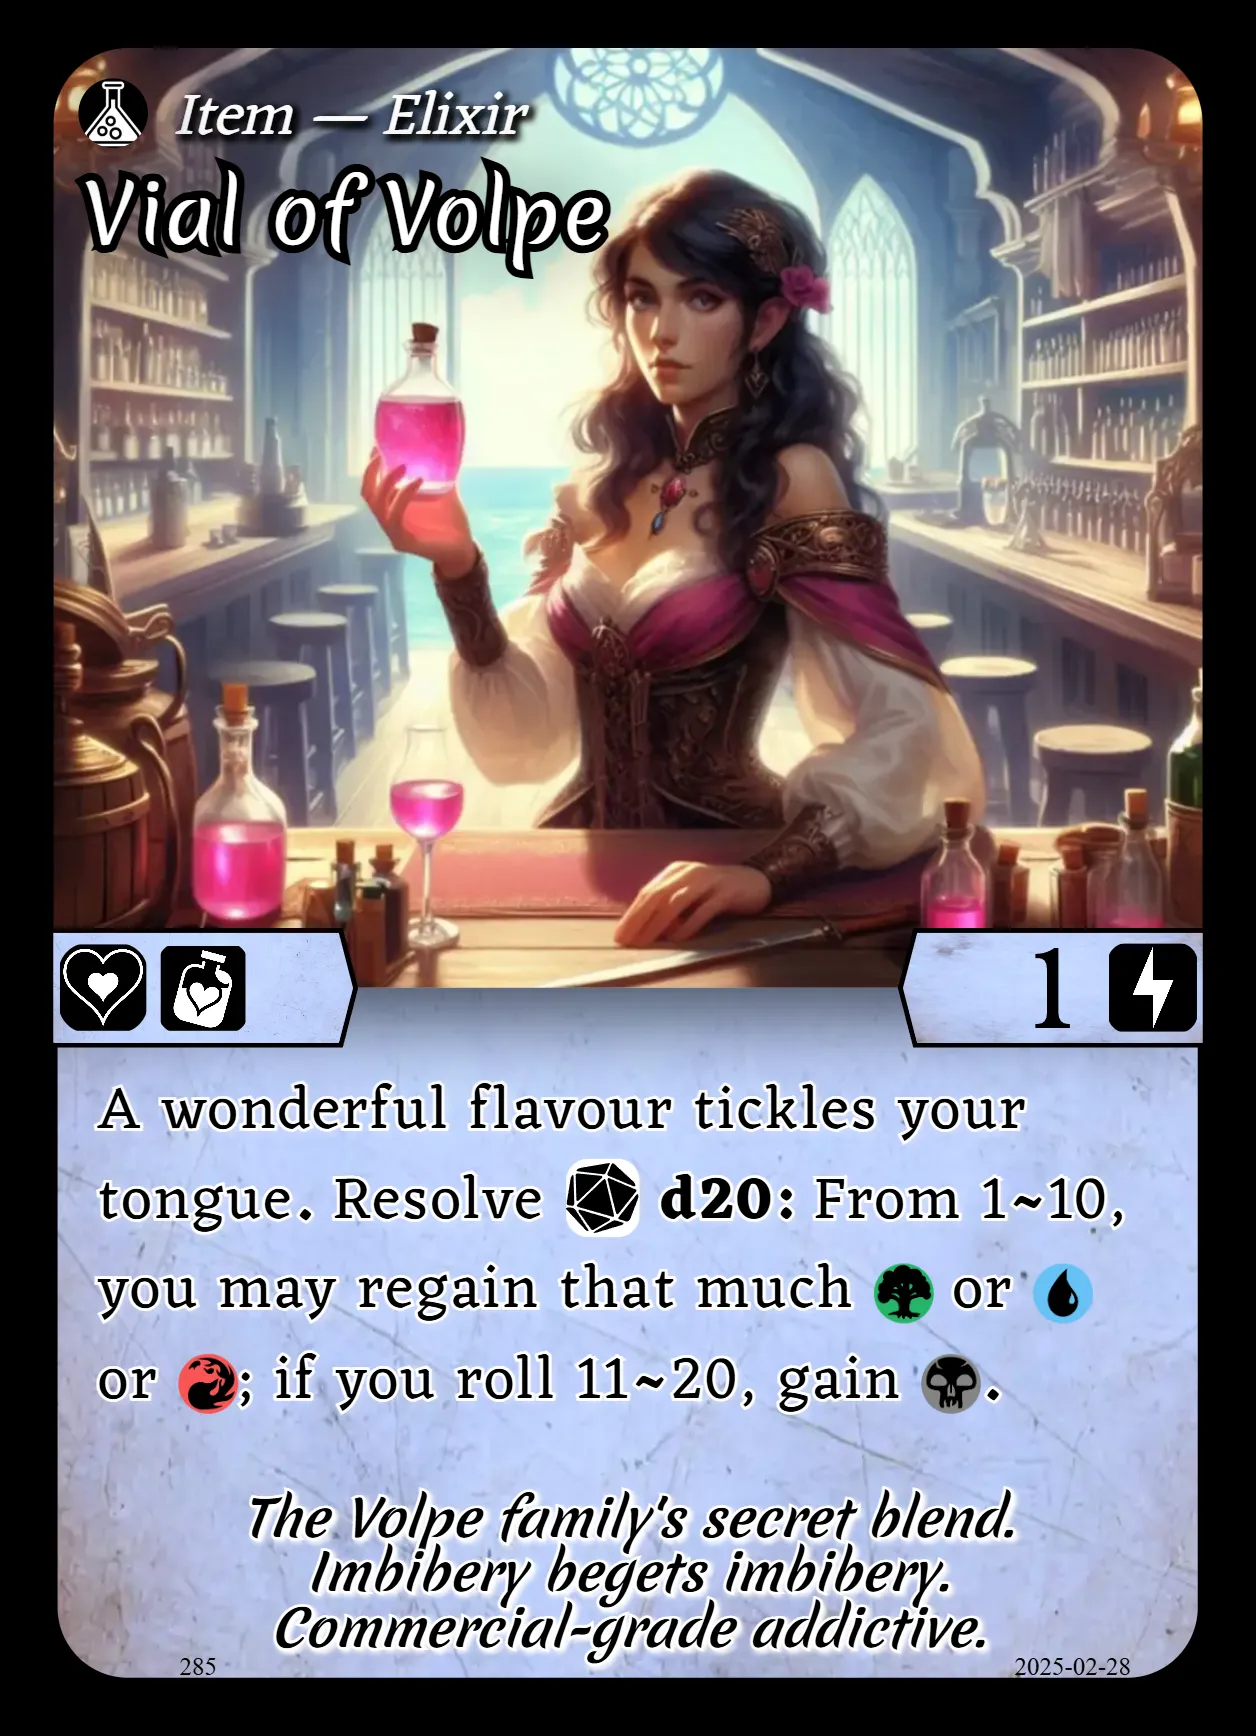 Item — Elixir
Vial of Volpe
1
A wonderful flavour tickles your
tongue. Resolve d20: From 1~10,
you may regain that much or
or ; if you roll 11~20, gain .
The Volpe family's secret blend.
Imbibery begets imbibery.
Commercial-grade addictive.
285
2025-02-28